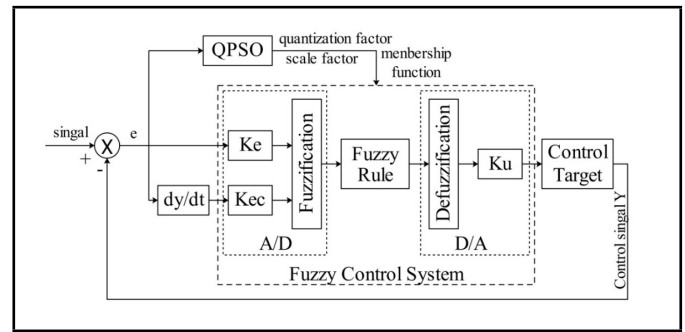 QPSO
quantization factor
scale factor
menbership
function
singal
+
-
X
e
Ke
dy/dt
Kec
Fuzzification
A/D
Fuzzy
Rule
Defuzzification
Ku
D/A
Control
Target
Fuzzy Control System
Control singal Y